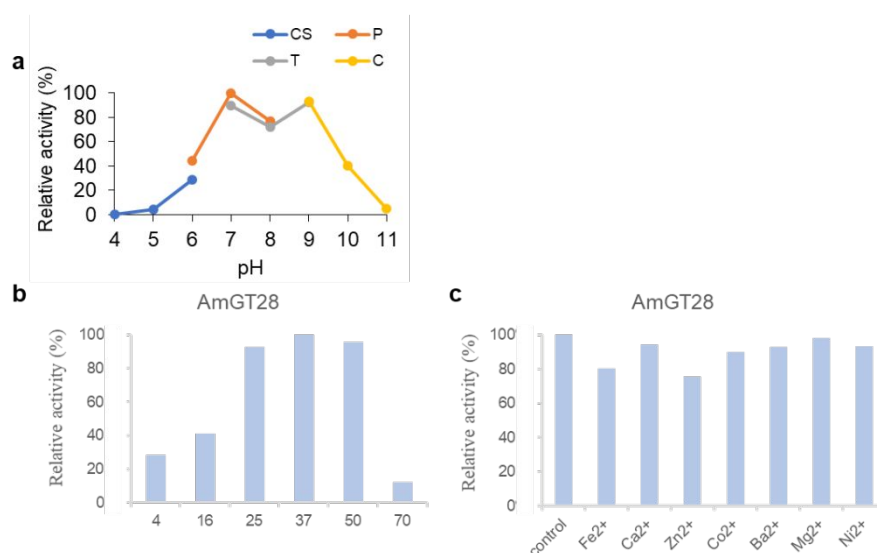 a
CS P
T C
Relative activity (%)
100
80
60
40
20
0
4 5 6 7 8 9 10 11
pH
b
AmGT28
Relative activity (%)
100
80
60
40
20
0
4 16 25 37 50 70
c
AmGT28
Relative activity (%)
100
80
60
40
20
0
control Fe2+ Ca2+ Zn2+ Co2+ Ba2+ Mg2+ Ni2+